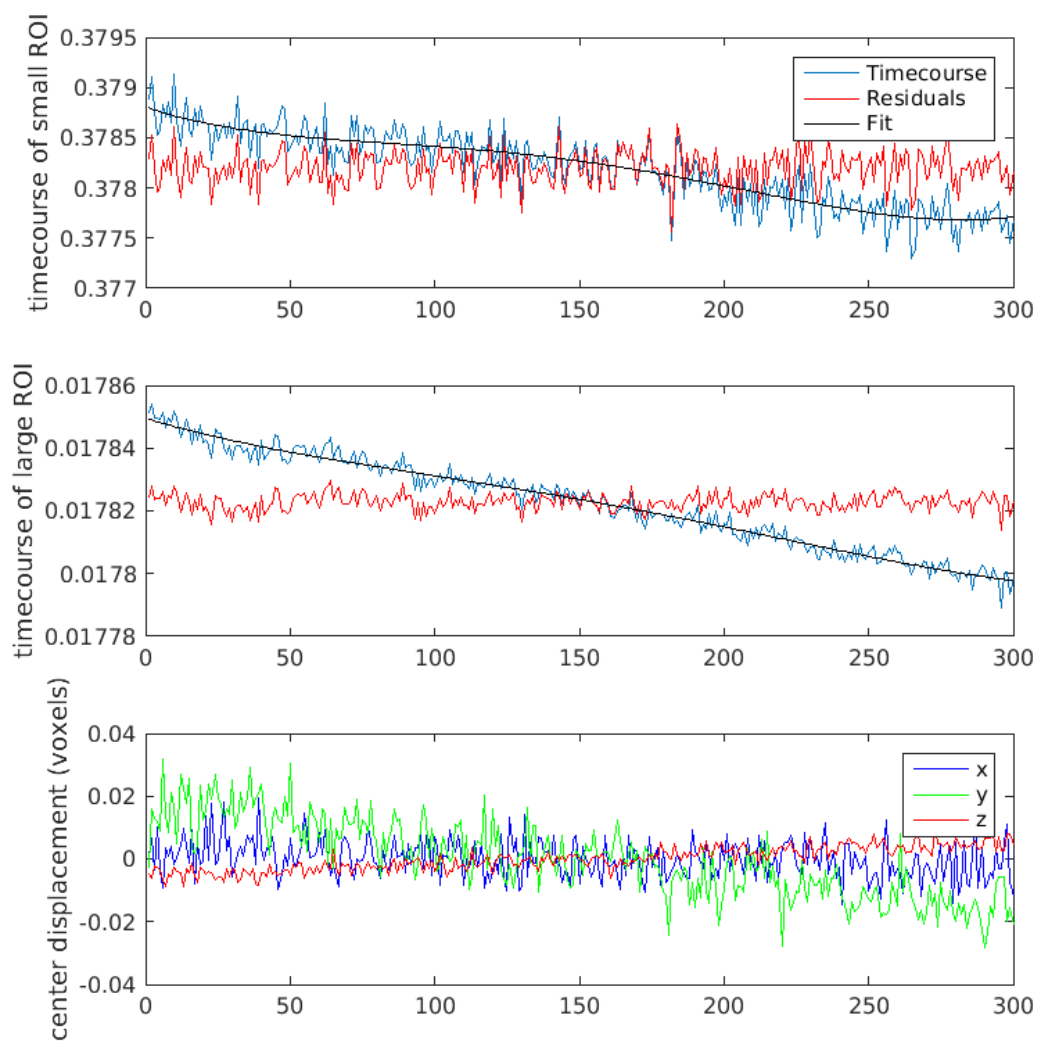 timecourse of small ROI
0.3795
0.379
0.3785
0.378
0.3775
0.377
0 50 100 150 200 250 300
Timecourse
Residuals
Fit
timecourse of large ROI
0.01786
0.01784
0.01782
0.0178
0.01778
0 50 100 150 200 250 300
center displacement (voxels)
0.04
0.02
0
-0.02
-0.04
0 50 100 150 200 250 300
x
y
z